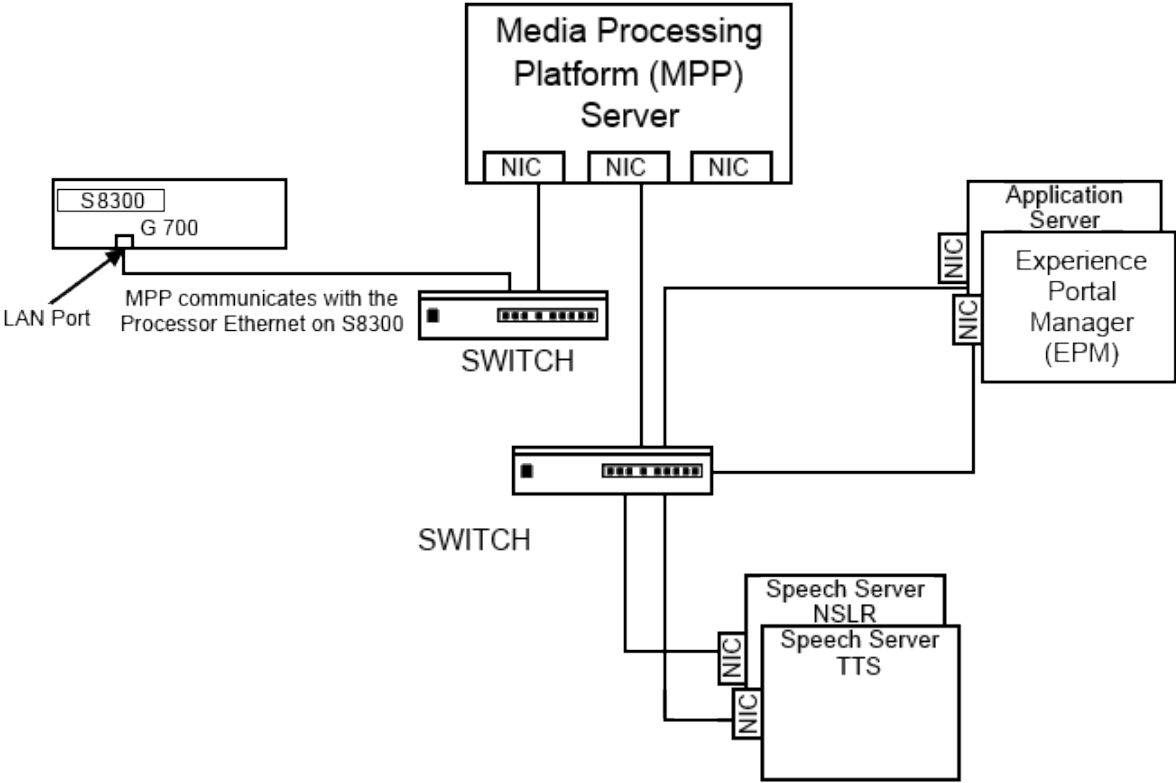 Media Processing
Platform (MPP)
Server
NIC
NIC
NIC
S8300
G 700
LAN Port
MPP communicates with the
Processor Ethernet on S8300
SWITCH
Application
Server
NIC
Experience
Portal
Manager
(EPM)
NIC
SWITCH
Speech Server
NSLR
NIC
Speech Server
TTS
NIC